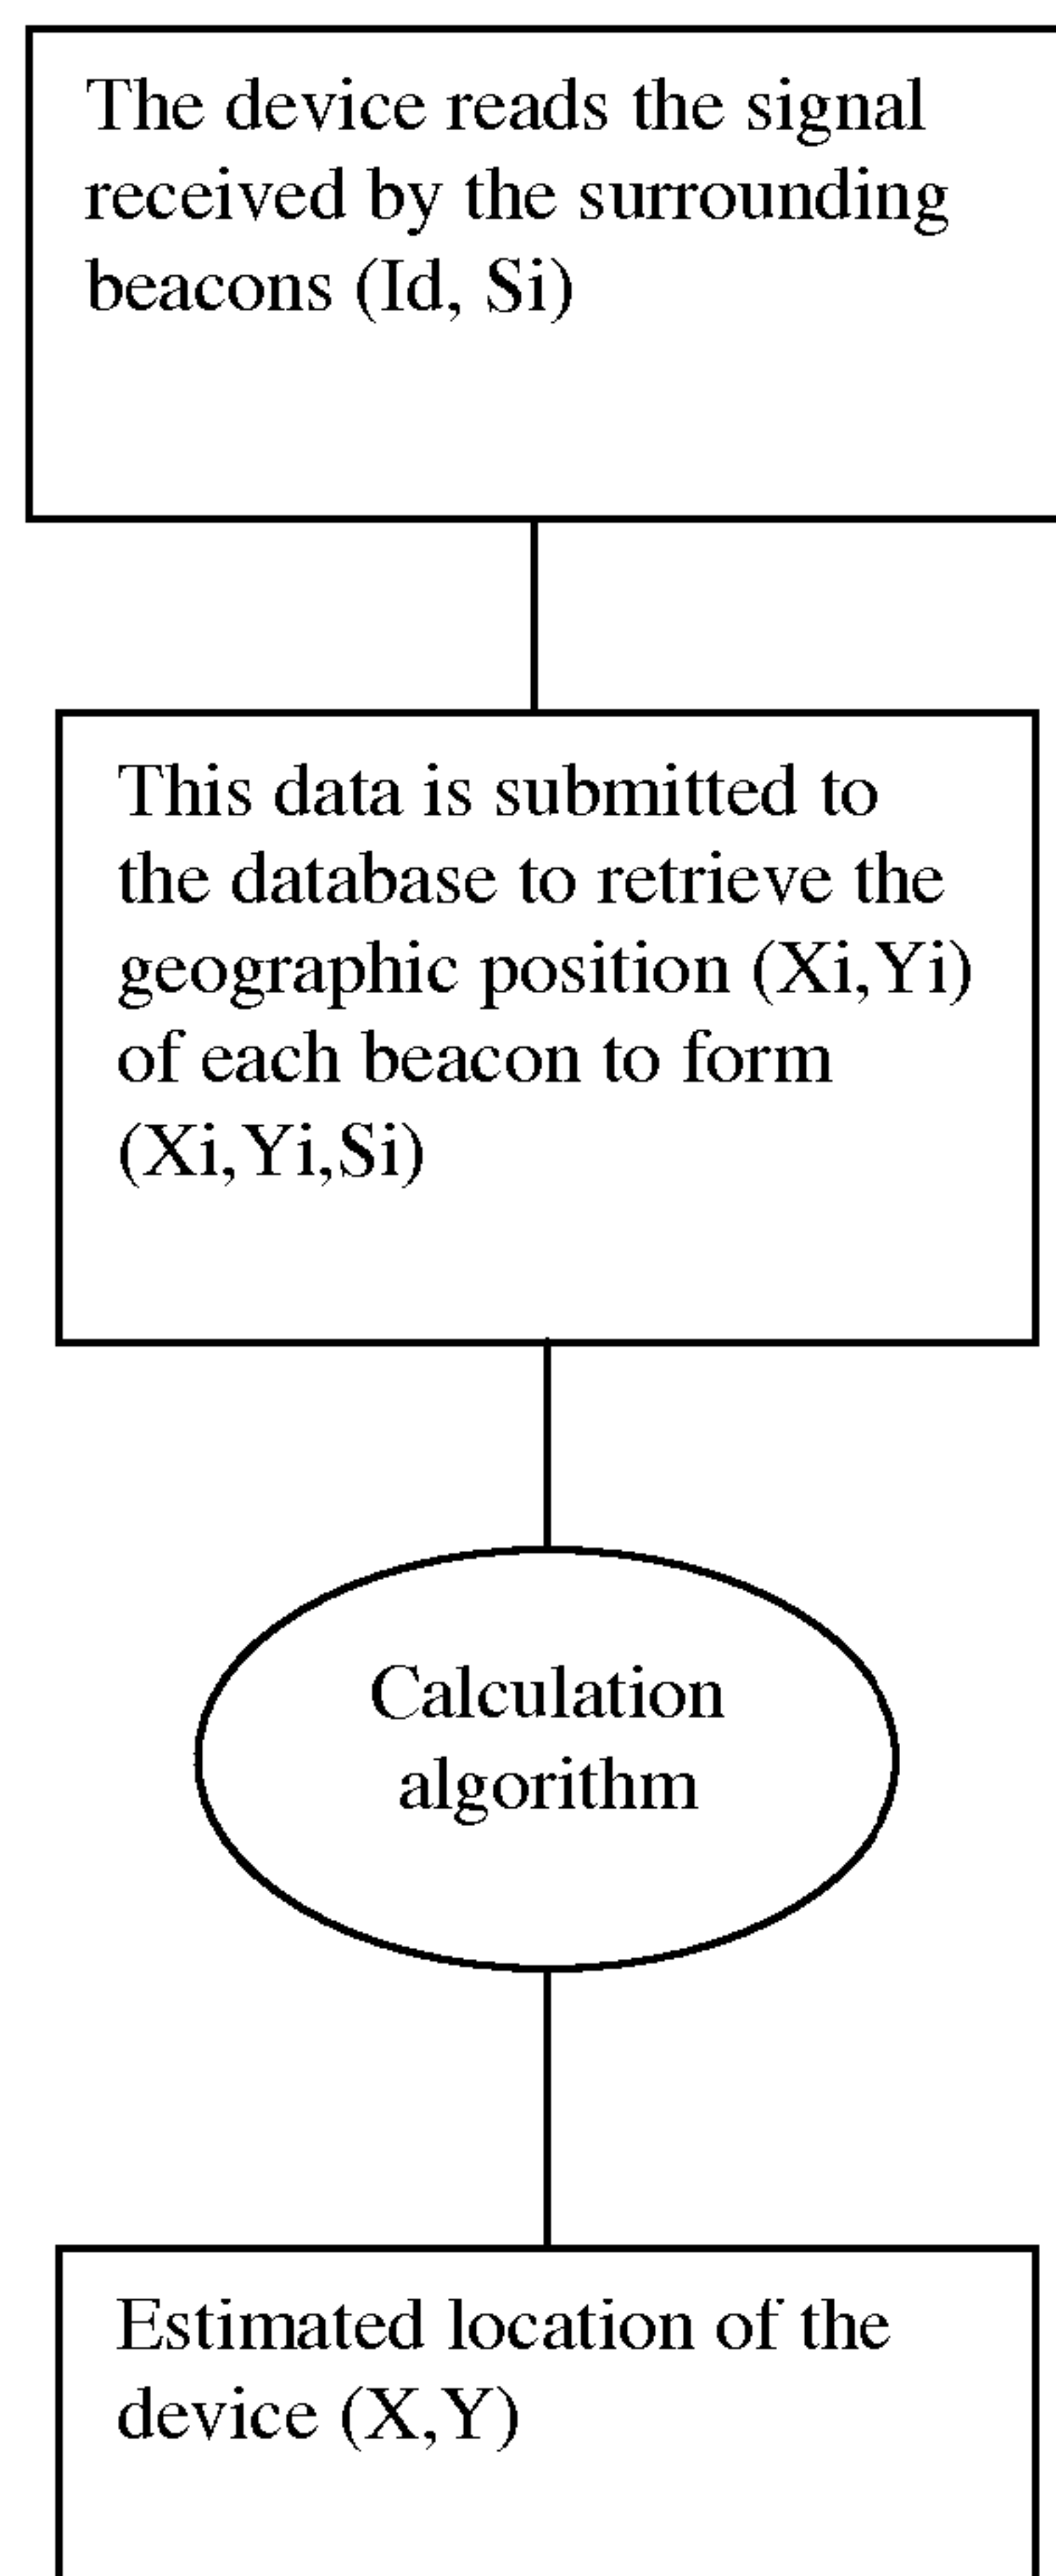 The device reads the signal
received by the surrounding
beacons (Id, Si)
This data is submitted to
the database to retrieve the
geographic position (Xi,Yi)
of each beacon to form
(Xi,Yi,Si)
Calculation
algorithm
Estimated location of the
device (X,Y)